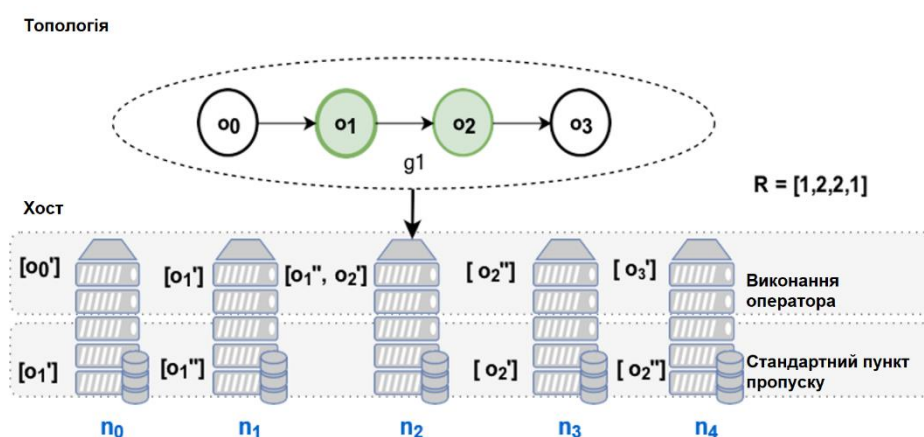 Топологія
o0 o1 o2 o3
g1
R = [1,2,2,1]
Хост
[o0'] [o1'] [o1'', o2'] [ o2''] [ o3']
Виконання
оператора
[o1'] [o1''] [ o2'] [ o2'']
Стандартний пункт
пропуску
n0 n1 n2 n3 n4